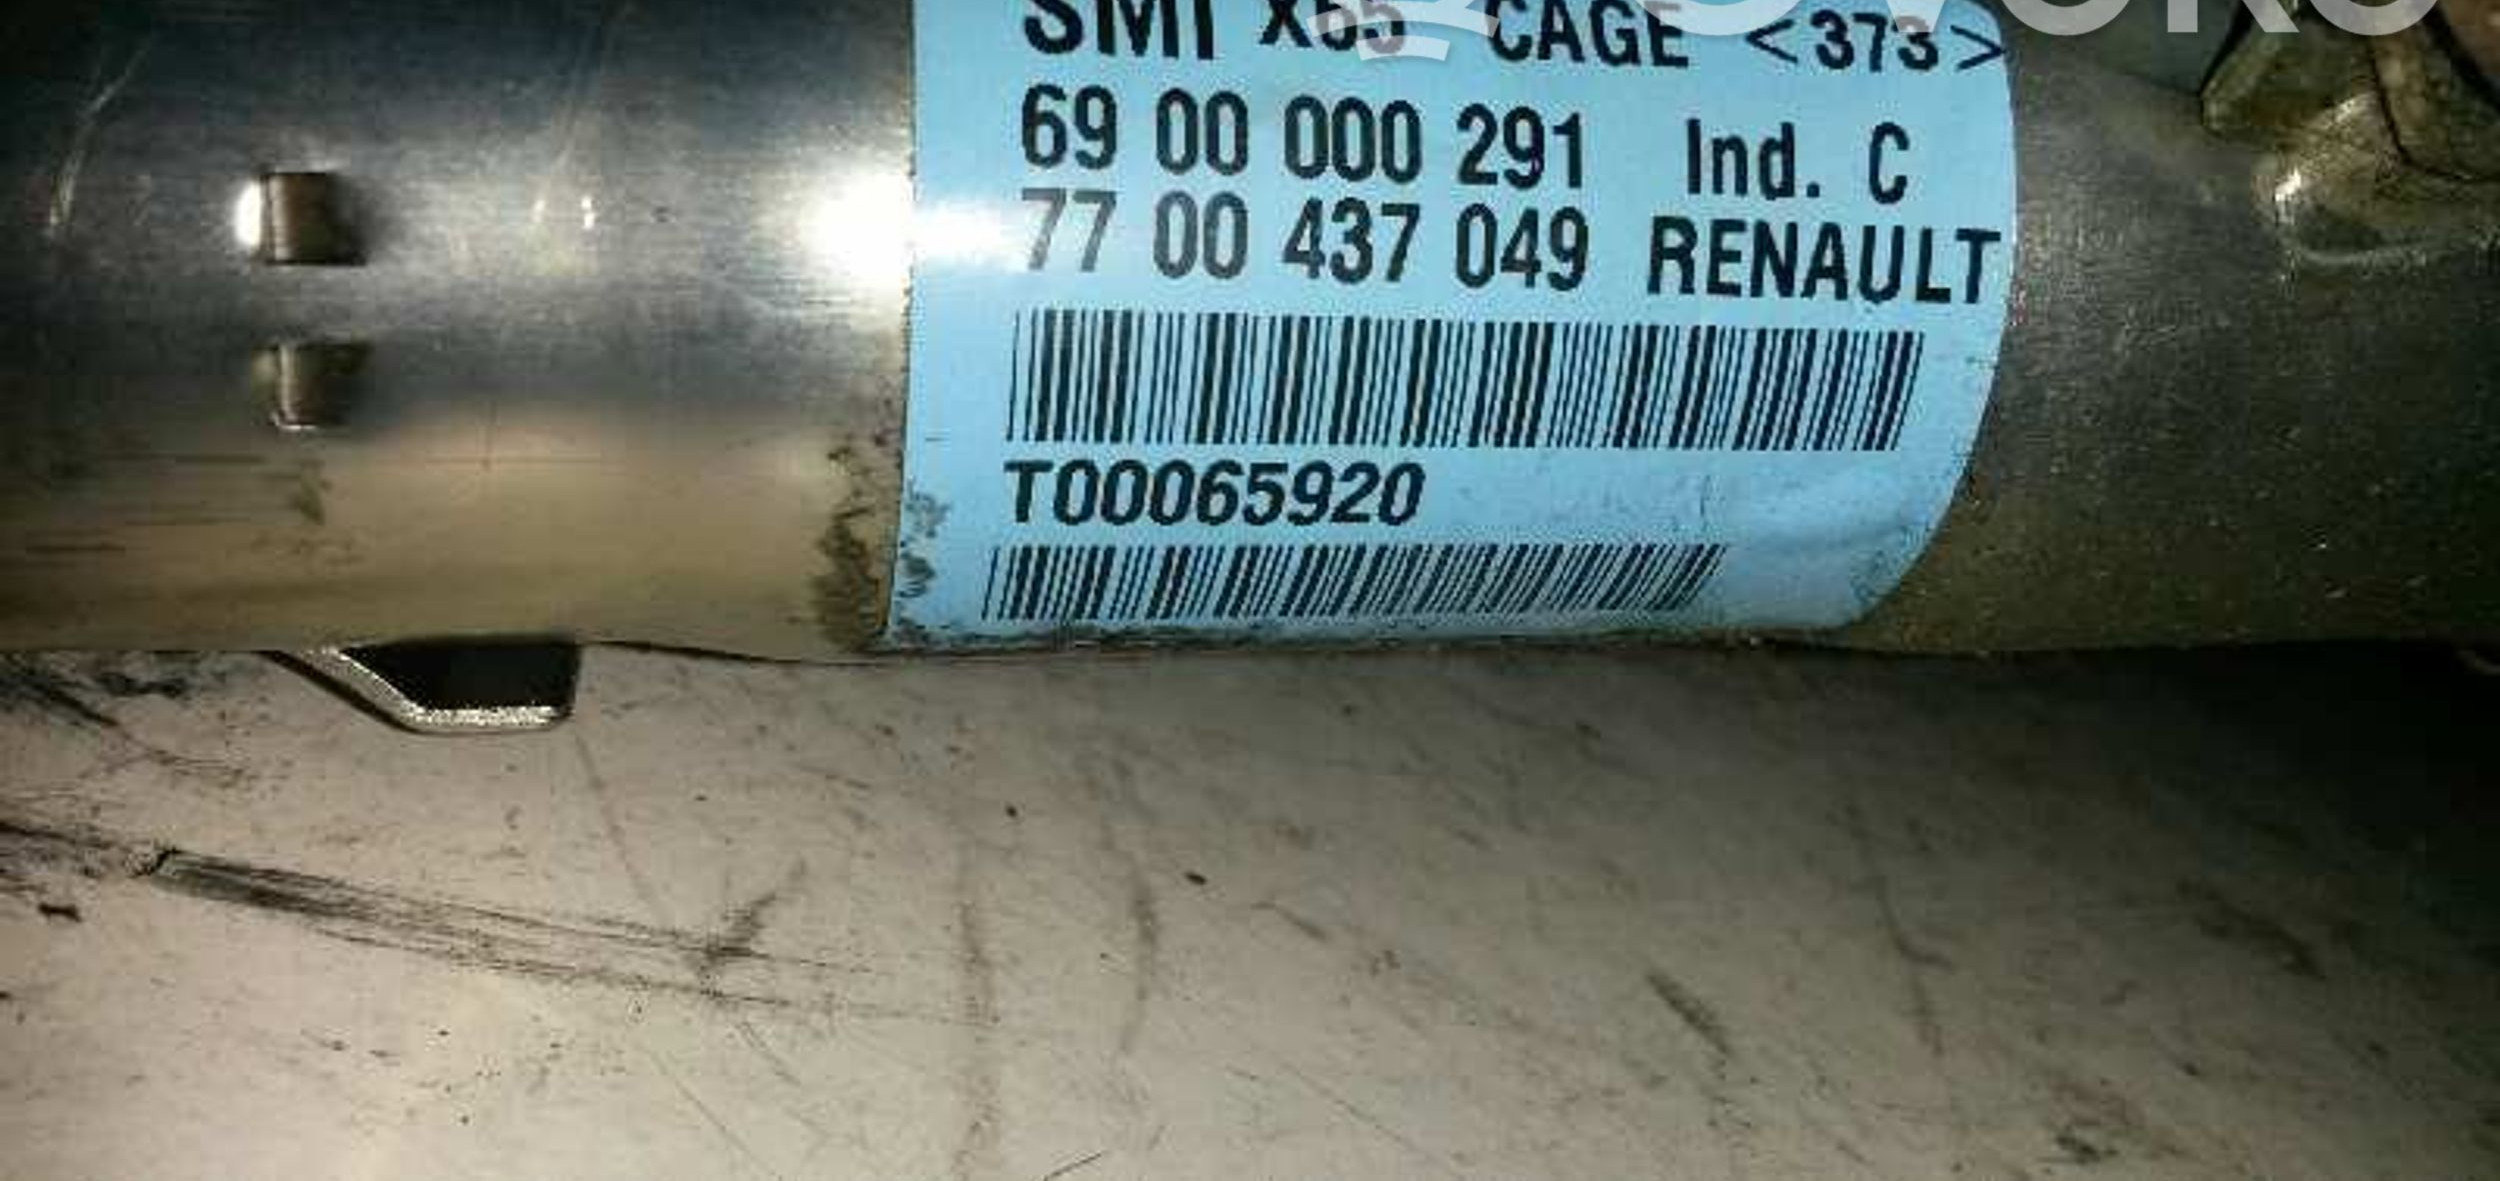 SMI X65 CAGE <373>
69 00 000 291 Ind. C
77 00 437 049 RENAULT
T00065920